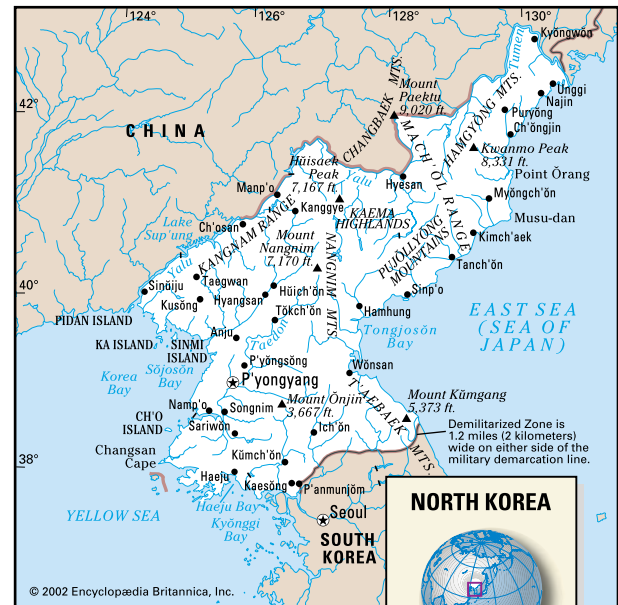 124°
126°
128°
130°
Kyŏngwŏn
Tumen
CHANGBAEK MTS.
Mount
Paektu
9,020 ft.
Unggi
Najin
42°
HAMGYŎNG MTS.
Puryŏng
Ch'ŏngjin
CHINA
MACH'OL RANGE
Kwanmo Peak
8,331 ft.
Hŭisaek
Peak
7,167 ft.
Yalu
Point Ŏrang
Manp'o
Hyesan
Myŏngch'ŏn
Kanggye
KAEMA
HIGHLANDS
Musu-dan
Lake
Sup'ung
Ch'osan
KANGNAM RANGE
Mount
Nangnim
7,170 ft.
NANGNIM MTS.
PUJŎLLYŎNG
MOUNTAINS
Kimch'aek
Yalu
Tanch'ŏn
40°
Sinŭiju
Taegwan
Hŭich'ŏn
Sinp'o
Kusŏng
Hyangsan
Tŏkch'ŏn
Hamhung
EAST SEA
(SEA OF
JAPAN)
PIDAN ISLAND
Anju
Taedon
Tongjosŏn
Bay
KA ISLAND
SINMI
ISLAND
Korea
Bay
Sŏjosŏn
Bay
P'yŏngsŏng
Wŏnsan
P'yongyang
T'AEBAEK MTS.
Mount Kŭmgang
5,373 ft.
Namp'o
Songnim
Mount Ŏnjin
3,667 ft.
CH'O
ISLAND
Sariwŏn
Ich'ŏn
Demilitarized Zone is
1.2 miles (2 kilometers)
wide on either side of the
military demarcation line.
Changsan
Cape
38°
Kŭmch'ŏn
Haeju
Kaesŏng
P'anmunjŏm
YELLOW SEA
Haeju Bay
Kyŏnggi
Bay
Seoul
SOUTH
KOREA
NORTH KOREA
© 2002 Encyclopædia Britannica, Inc.